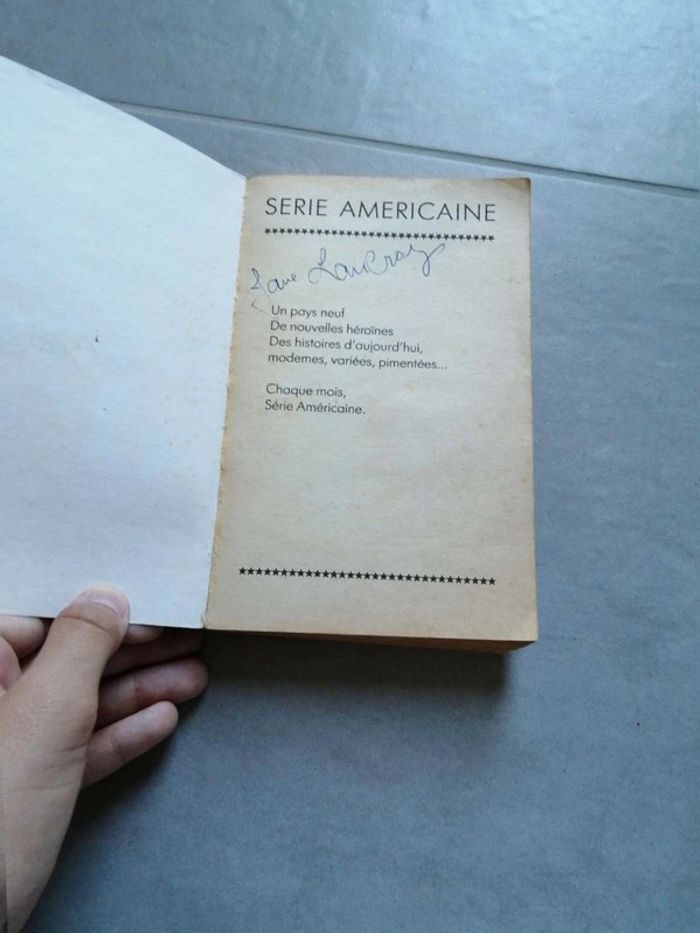 SERIE AMERICAINE
Un pays neuf
De nouvelles héroïnes
Des histoires d'aujourd'hui,
modernes, variées, pimentées...
Chaque mois,
Série Américaine.